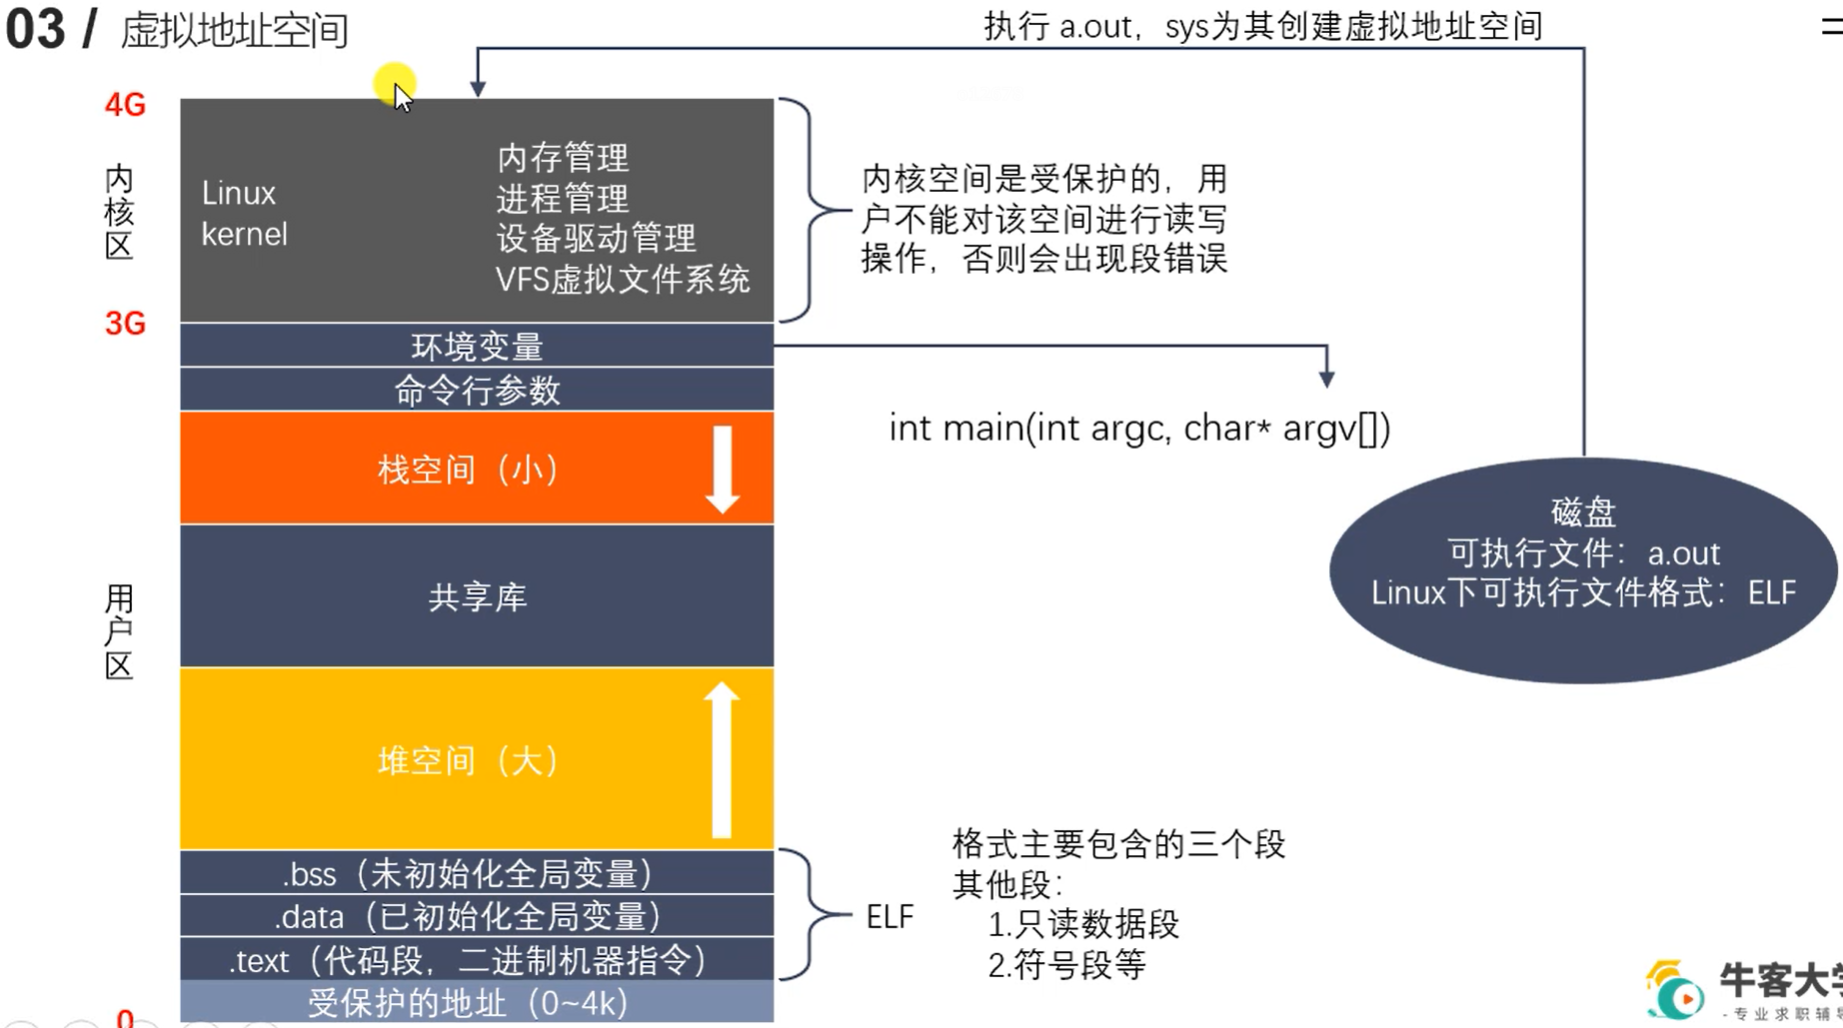 03 / 虚拟地址空间
执行 a.out，sys为其创建虚拟地址空间
4G
内核区
Linux
kernel
内存管理
进程管理
设备驱动管理
VFS虚拟文件系统
内核空间是受保护的，用
户不能对该空间进行读写
操作，否则会出现段错误
3G
环境变量
命令行参数
int main(int argc, char* argv[])
栈空间（小）
磁盘
可执行文件：a.out
Linux下可执行文件格式：ELF
用户区
共享库
堆空间（大）
.bss（未初始化全局变量）
.data（已初始化全局变量）
.text（代码段，二进制机器指令）
ELF
格式主要包含的三个段
其他段：
1.只读数据段
2.符号段等
受保护的地址（0~4k）
0
牛客大学
-专业求职辅导